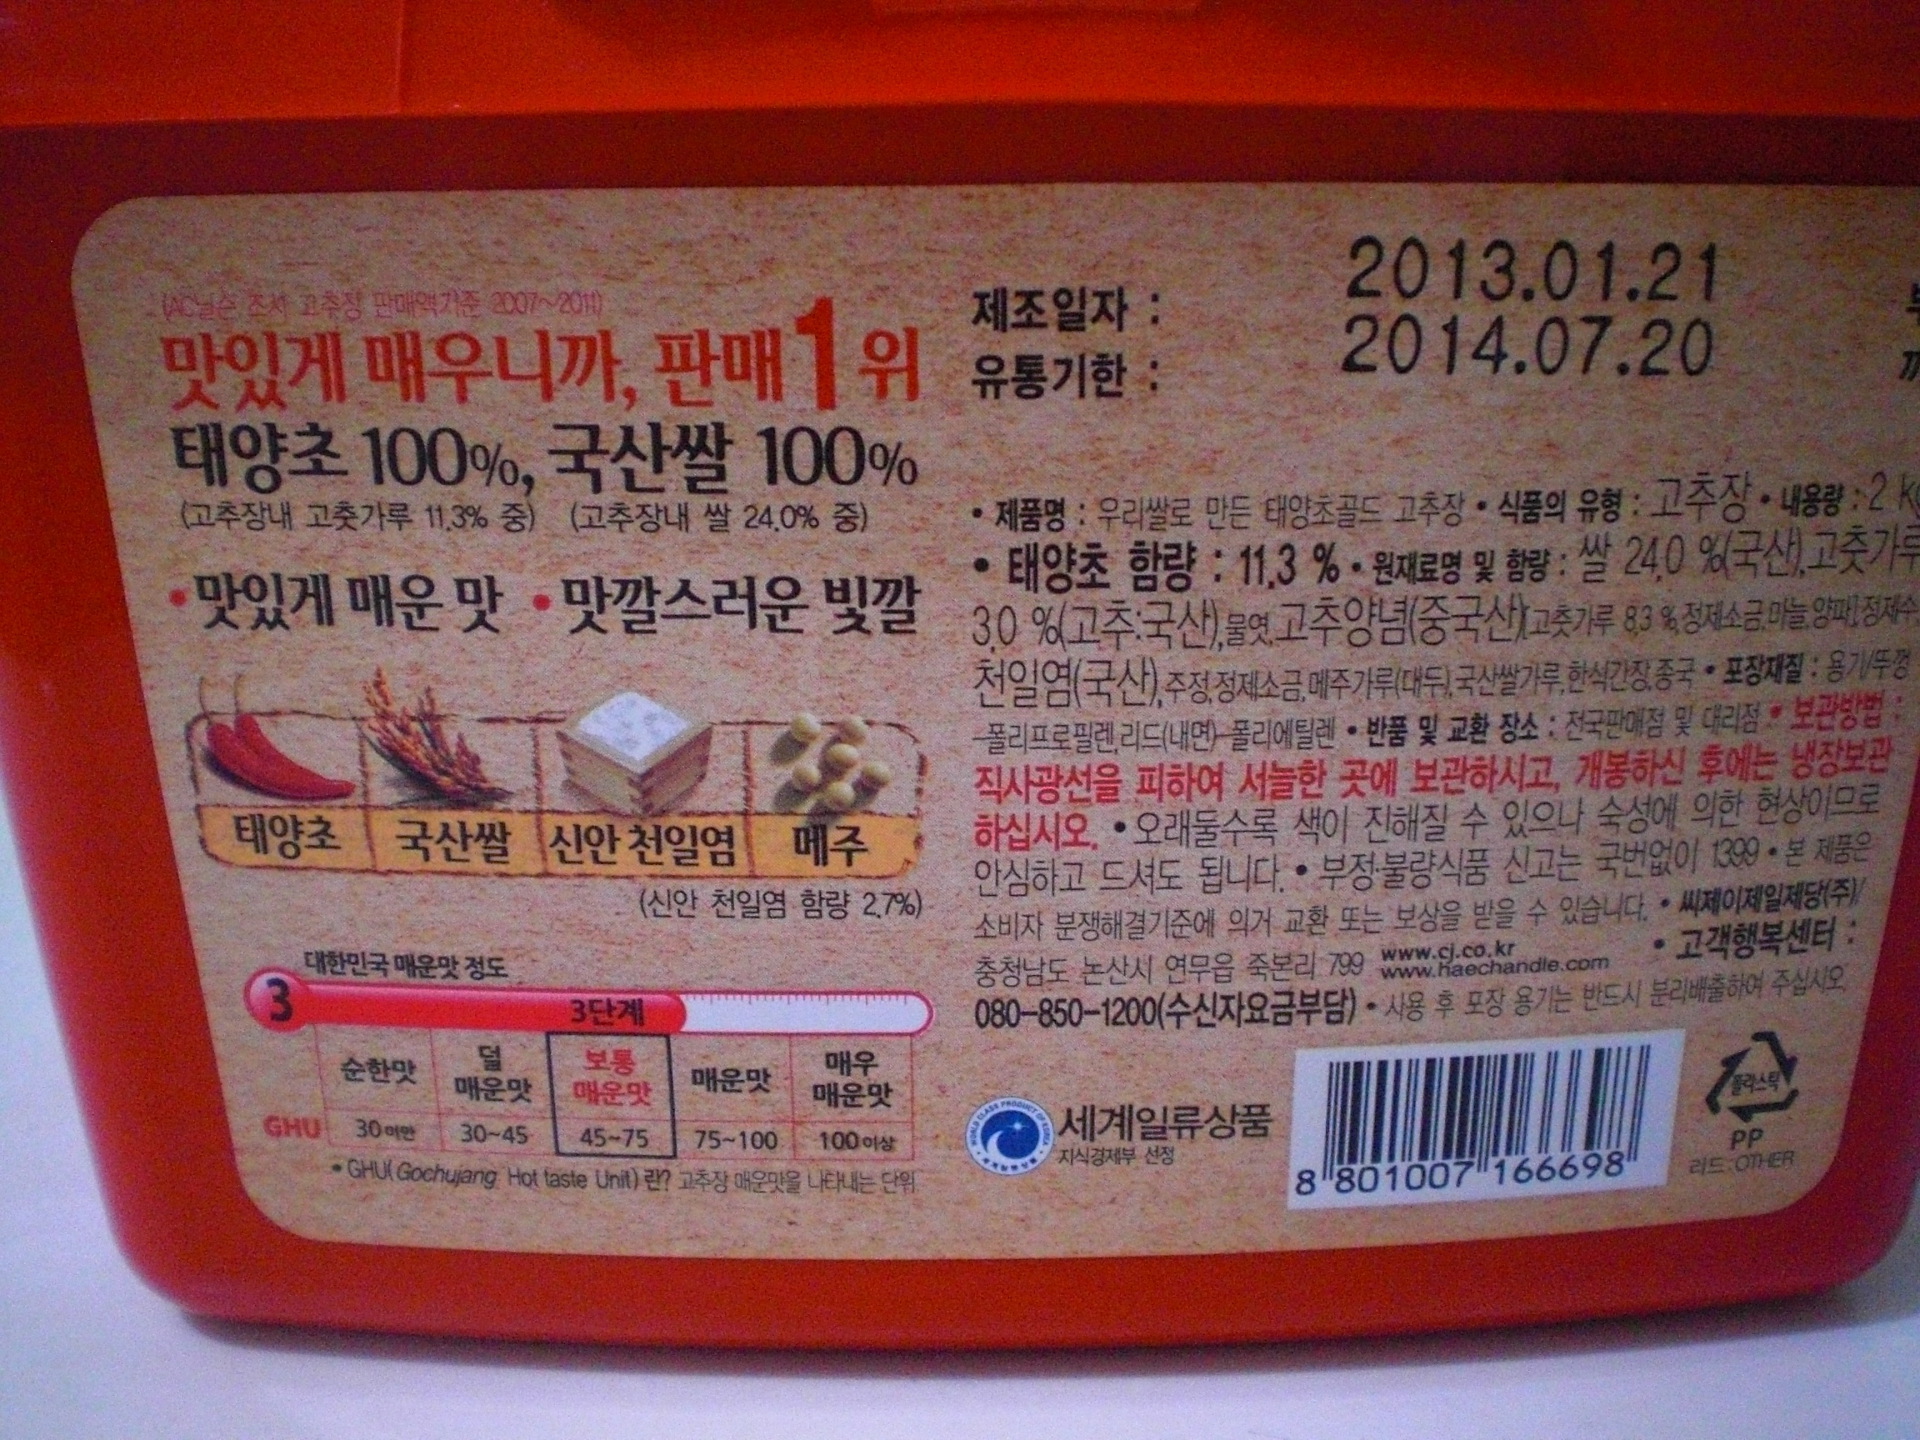 (AC닐슨 조서 고추장 판매액기준 2007~2011)
맛있게 매우니까, 판매 1위
태양초 100%, 국산쌀 100%
(고추장내 고춧가루 11.3% 중) (고추장내 쌀 24.0% 중)
•맛있게 매운 맛 •맛깔스러운 빛깔
태양초 국산쌀 신안 천일염 메주
(신안 천일염 함량 2.7%)
대한민국 매운맛 정도
3 3단계
순한맛 덜 매운맛 보통 매운맛 매운맛 매우 매운맛
GHU 30미만 30~45 45~75 75~100 100이상
• GHU(Gochujang Hot taste Unit)란? 고추장 매운맛을 나타내는 단위
제조일자 : 2013.01.21
유통기한 : 2014.07.20
• 제품명 : 우리쌀로 만든 태양초골드 고추장 • 식품의 유형 : 고추장 • 내용량 : 2 k
• 태양초 함량 : 11.3 % • 원재료명 및 함량 : 쌀 24.0 %(국산),고춧가루
3.0 %(고추:국산),물엿,고추양념(중국산)[고춧가루 8.3 %,정제소금,마늘,양파],정제수,
천일염(국산),주정,정제소금,메주가루(대두),국산쌀가루,한식간장,종국 • 포장재질 : 용기/뚜껑
-폴리프로필렌,리드(내면)-폴리에틸렌 • 반품 및 교환 장소 : 전국판매점 및 대리점 • 보관방법 :
직사광선을 피하여 서늘한 곳에 보관하시고, 개봉하신 후에는 냉장보관
하십시오. • 오래둘수록 색이 진해질 수 있으나 숙성에 의한 현상이므로
안심하고 드셔도 됩니다. • 부정·불량식품 신고는 국번없이 1399 • 본 제품은
소비자 분쟁해결기준에 의거 교환 또는 보상을 받을 수 있습니다. • 씨제이제일제당(주)/
충청남도 논산시 연무읍 죽본리 799 www.cj.co.kr www.haechandle.com • 고객행복센터 :
080-850-1200(수신자요금부담) • 사용 후 포장 용기는 반드시 분리배출하여 주십시오.
WORLD CLASS PRODUCT OF KOREA
세계일류상품
지식경제부 선정
8 801007 166698
플라스틱
PP
리드:OTHER